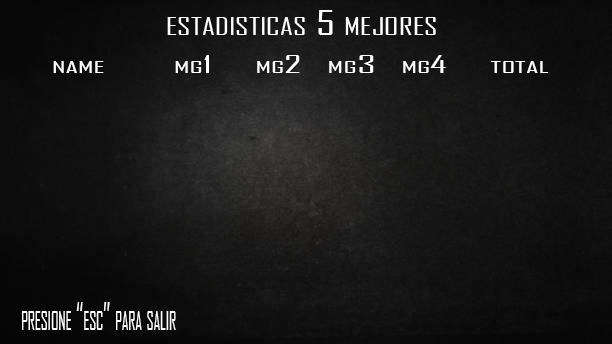 ESTADISTICAS 5 MEJORES
NAME MG1 MG2 MG3 MG4 TOTAL
PRESIONE "ESC" PARA SALIR